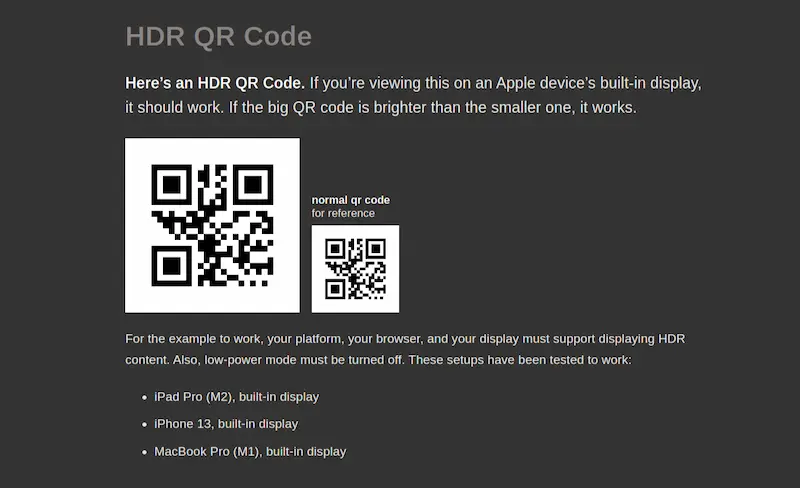 HDR QR Code
Here’s an HDR QR Code. If you’re viewing this on an Apple device’s built-in display,
it should work. If the big QR code is brighter than the smaller one, it works.
normal qr code
for reference
For the example to work, your platform, your browser, and your display must support displaying HDR
content. Also, low-power mode must be turned off. These setups have been tested to work:
• iPad Pro (M2), built-in display
• iPhone 13, built-in display
• MacBook Pro (M1), built-in display